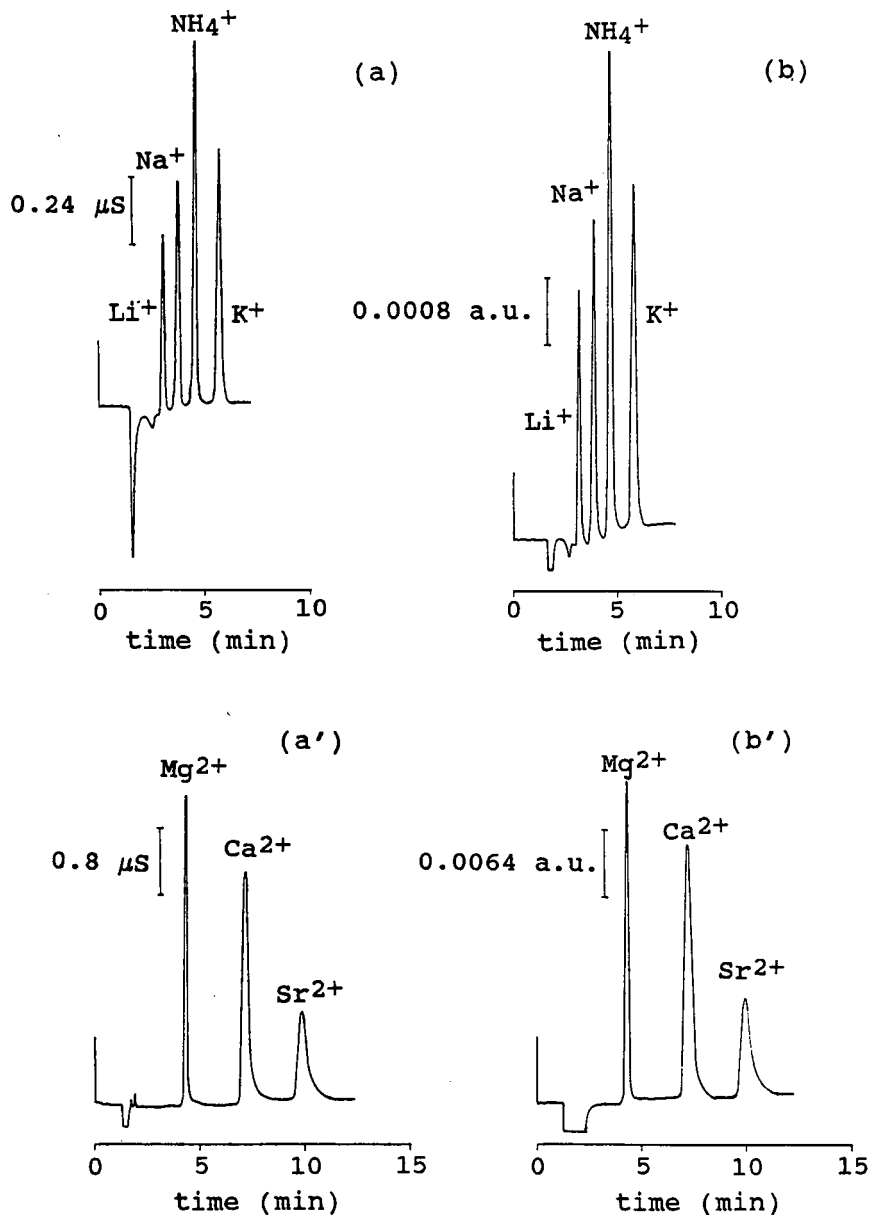 NH4+
(a)
Na+
0.24 μS
Li+
K+
0 5 10
time (min)
NH4+
(b)
Na+
0.0008 a.u.
K+
Li+
0 5 10
time (min)
(a′)
Mg2+
Ca2+
0.8 μS
Sr2+
0 5 10 15
time (min)
(b′)
Mg2+
Ca2+
0.0064 a.u.
Sr2+
0 5 10 15
time (min)